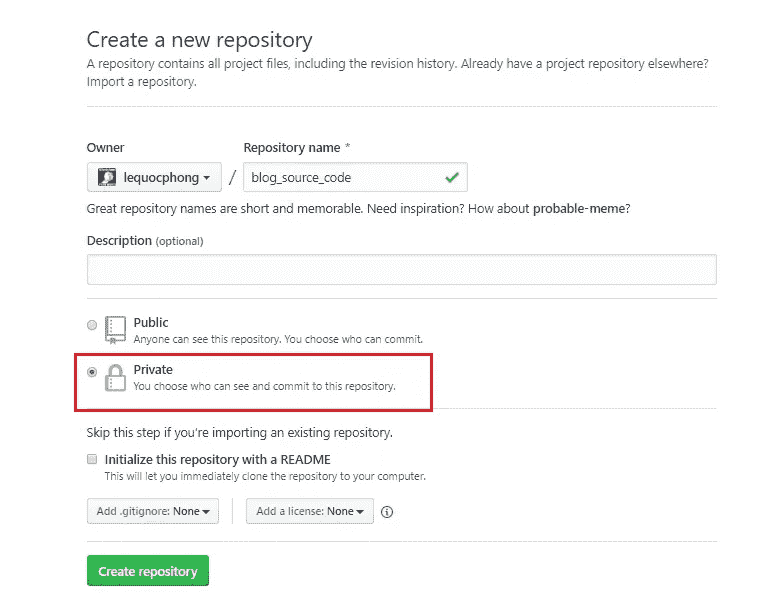 Create a new repository
A repository contains all project files, including the revision history. Already have a project repository elsewhere?
Import a repository.
Owner
Repository name *
lequocphong / blog_source_code
Great repository names are short and memorable. Need inspiration? How about probable-meme?
Description (optional)
Public
Anyone can see this repository. You choose who can commit.
Private
You choose who can see and commit to this repository.
Skip this step if you're importing an existing repository.
Initialize this repository with a README
This will let you immediately clone the repository to your computer.
Add .gitignore: None
Add a license: None
Create repository